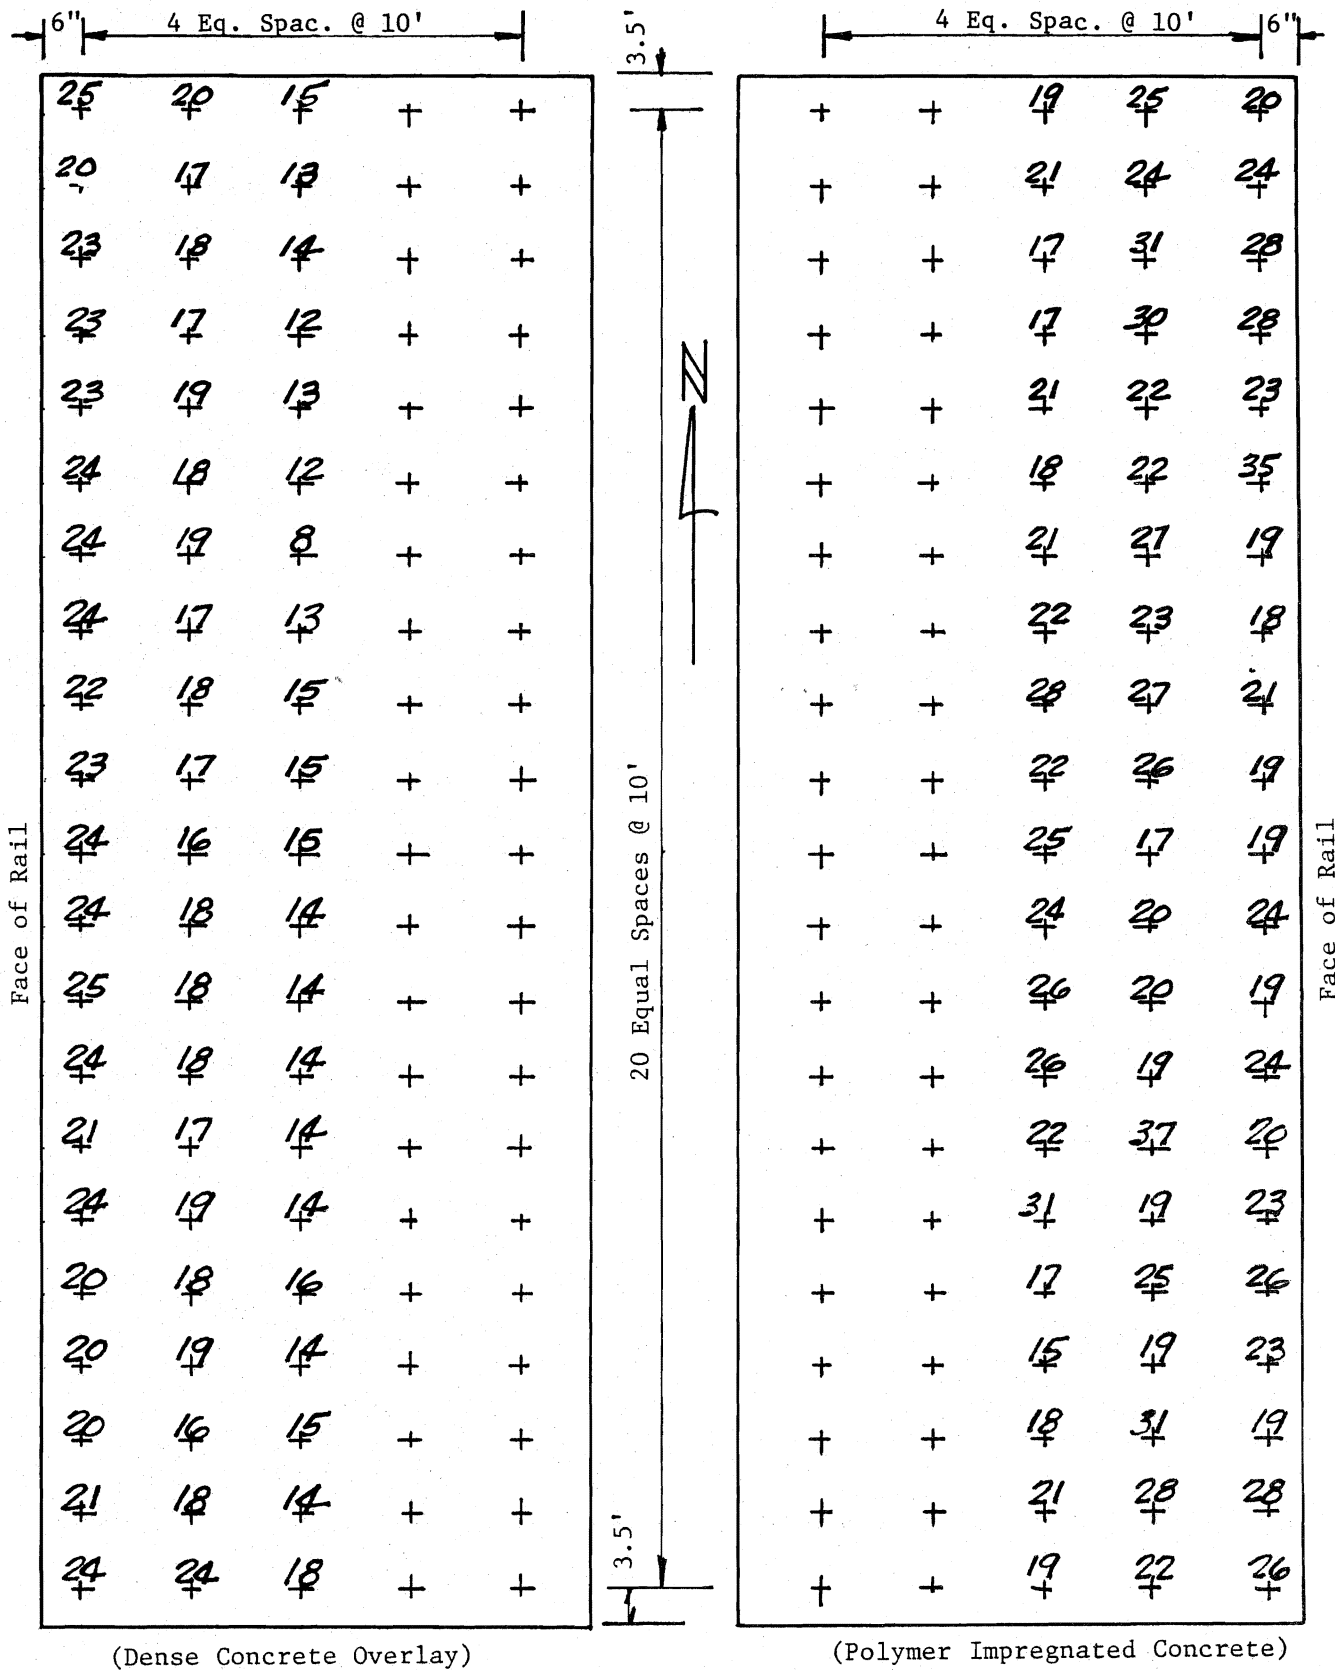 6" 4 Eq. Spac. @ 10' 3.5' 4 Eq. Spac. @ 10' 6"
25 20 15 19 25 20
20 17 13 21 24 24
23 18 14 17 31 28
23 17 12 17 30 28
23 19 13 21 22 23
24 18 12 18 22 35
24 19 8 21 27 19
24 17 13 22 23 18
22 18 15 28 27 21
23 17 15 22 26 19
24 16 15 25 17 19
24 18 14 24 20 24
25 18 14 26 20 19
24 18 14 26 19 24
21 17 14 22 37 20
24 19 14 31 19 23
20 18 16 17 25 26
20 19 14 15 19 23
20 16 15 18 31 19
21 18 14 21 28 28
24 24 18 19 22 26
N
Face of Rail
20 Equal Spaces @ 10'
Face of Rail
3.5'
(Dense Concrete Overlay)
(Polymer Impregnated Concrete)